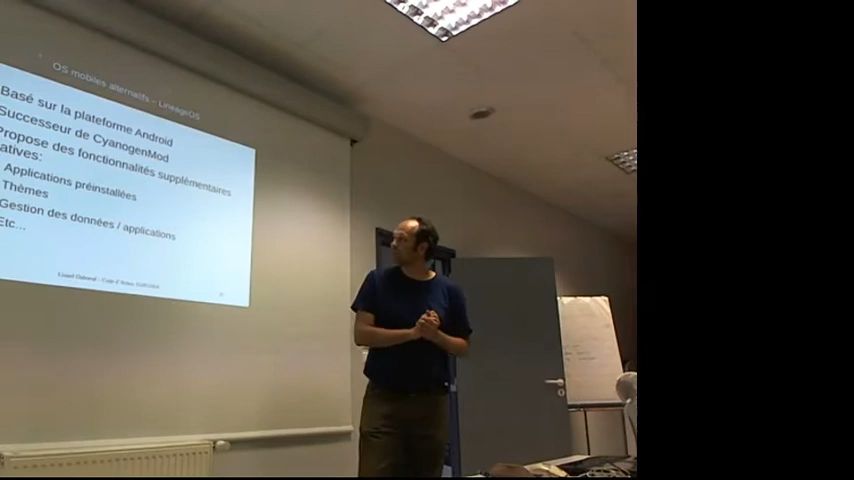 OS mobiles alternatifs – LineageOS
Basé sur la plateforme Android
Successeur de CyanogenMod
Propose des fonctionnalités supplémentaires
atives:
Applications préinstallées
Thèmes
Gestion des données / applications
Etc...